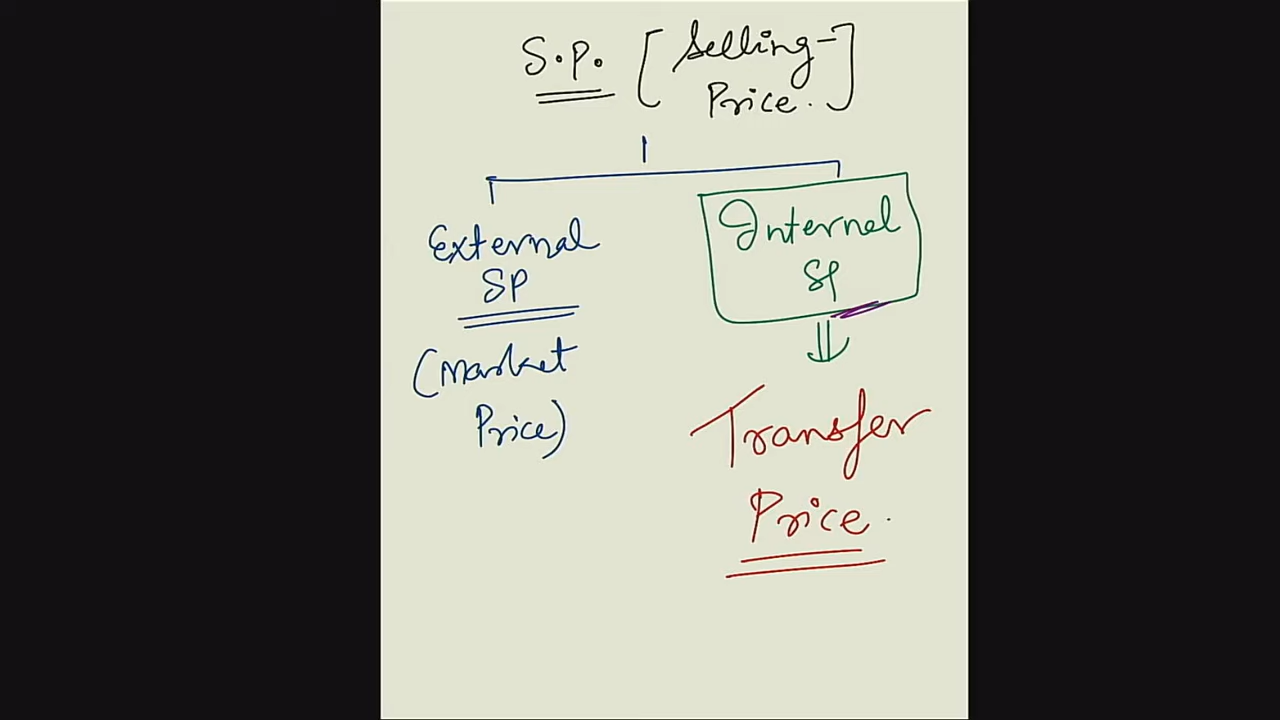 S.P. [Selling-
Price.]
External
SP
(Market
Price)
Internal
SP
Transfer
Price.